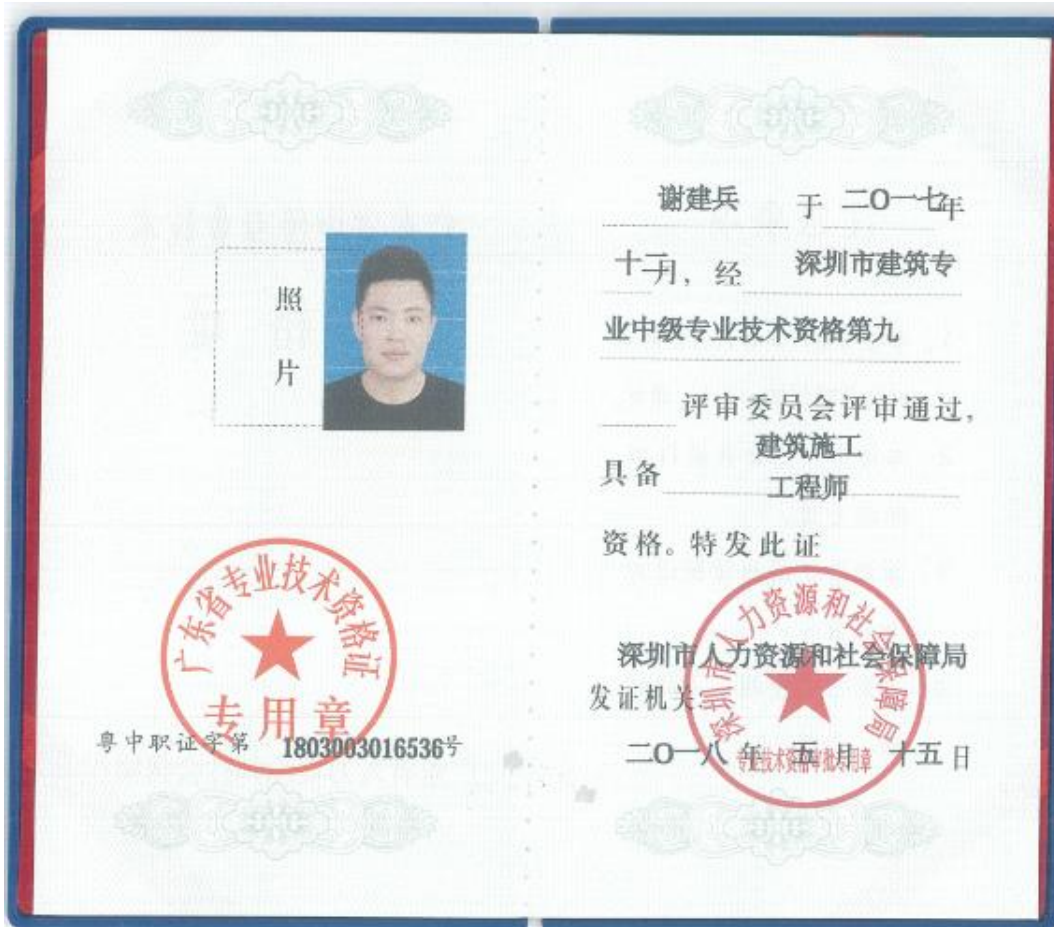 照
片
广东省专业技术资格证
专用章
粤中职证字第 1803003016536号
谢建兵 于 二〇一七年
十二月，经 深圳市建筑专
业中级专业技术资格第九
评审委员会评审通过，
建筑施工
具备
工程师
资格。特发此证
深圳市人力资源和社会保障局
深圳市人力资源和社会保障局
发证机关
二〇一八 年 五 月 十五 日
专业技术资格审批专用章